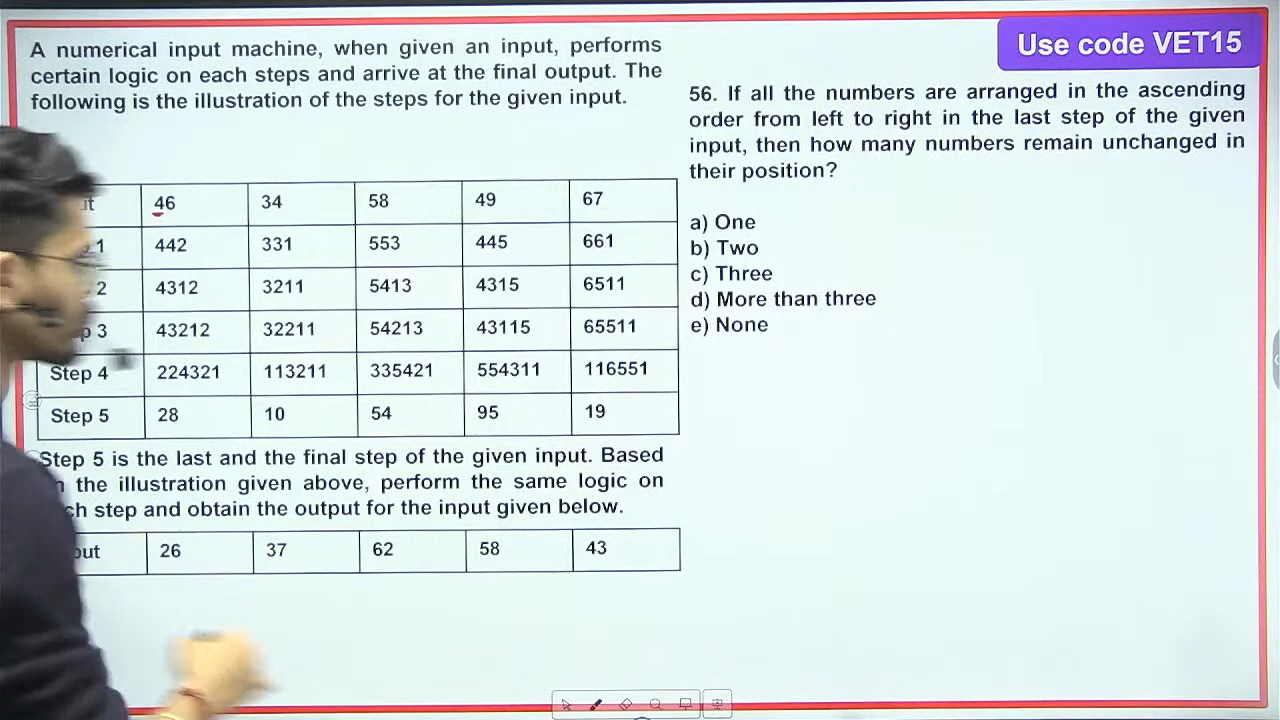 A numerical input machine, when given an input, performs
certain logic on each steps and arrive at the final output. The
following is the illustration of the steps for the given input.
46 34 58 49 67
1 442 331 553 445 661
2 4312 3211 5413 4315 6511
3 43212 32211 54213 43115 65511
Step 4 224321 113211 335421 554311 116551
Step 5 28 10 54 95 19
Step 5 is the last and the final step of the given input. Based
the illustration given above, perform the same logic on
step and obtain the output for the input given below.
26 37 62 58 43
Use code VET15
56. If all the numbers are arranged in the ascending
order from left to right in the last step of the given
input, then how many numbers remain unchanged in
their position?
a) One
b) Two
c) Three
d) More than three
e) None